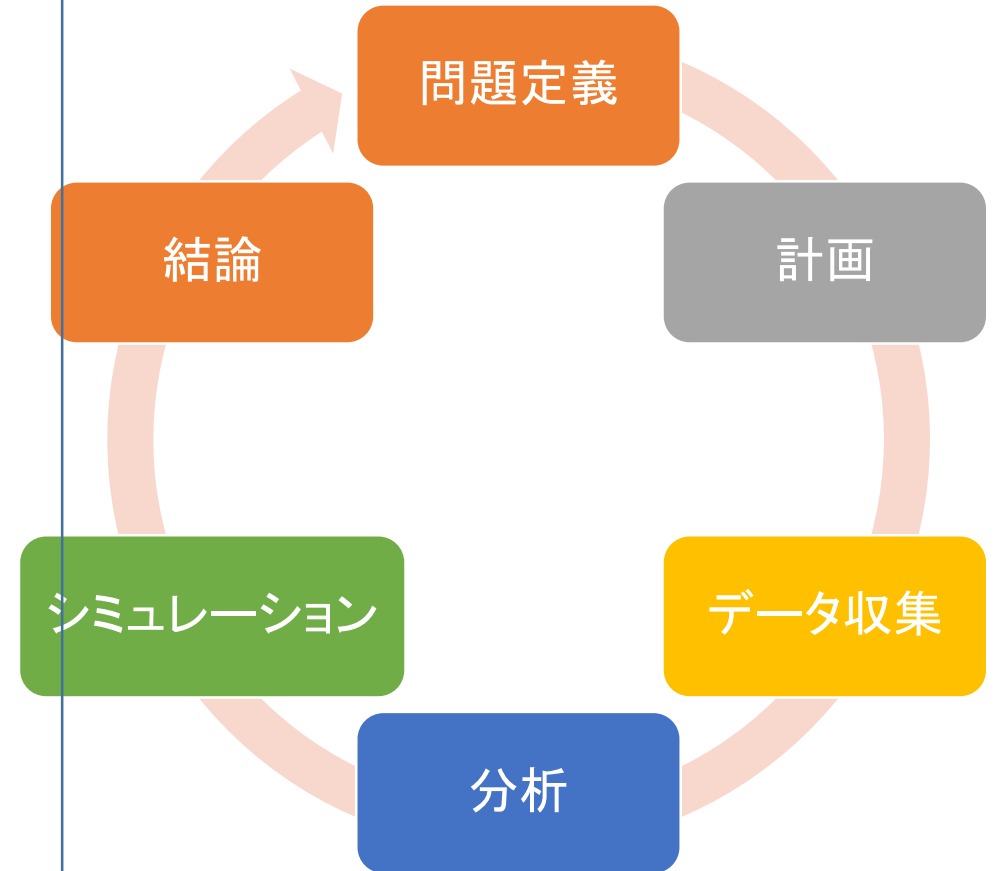 問題定義
計画
データ収集
分析
シミュレーション
結論